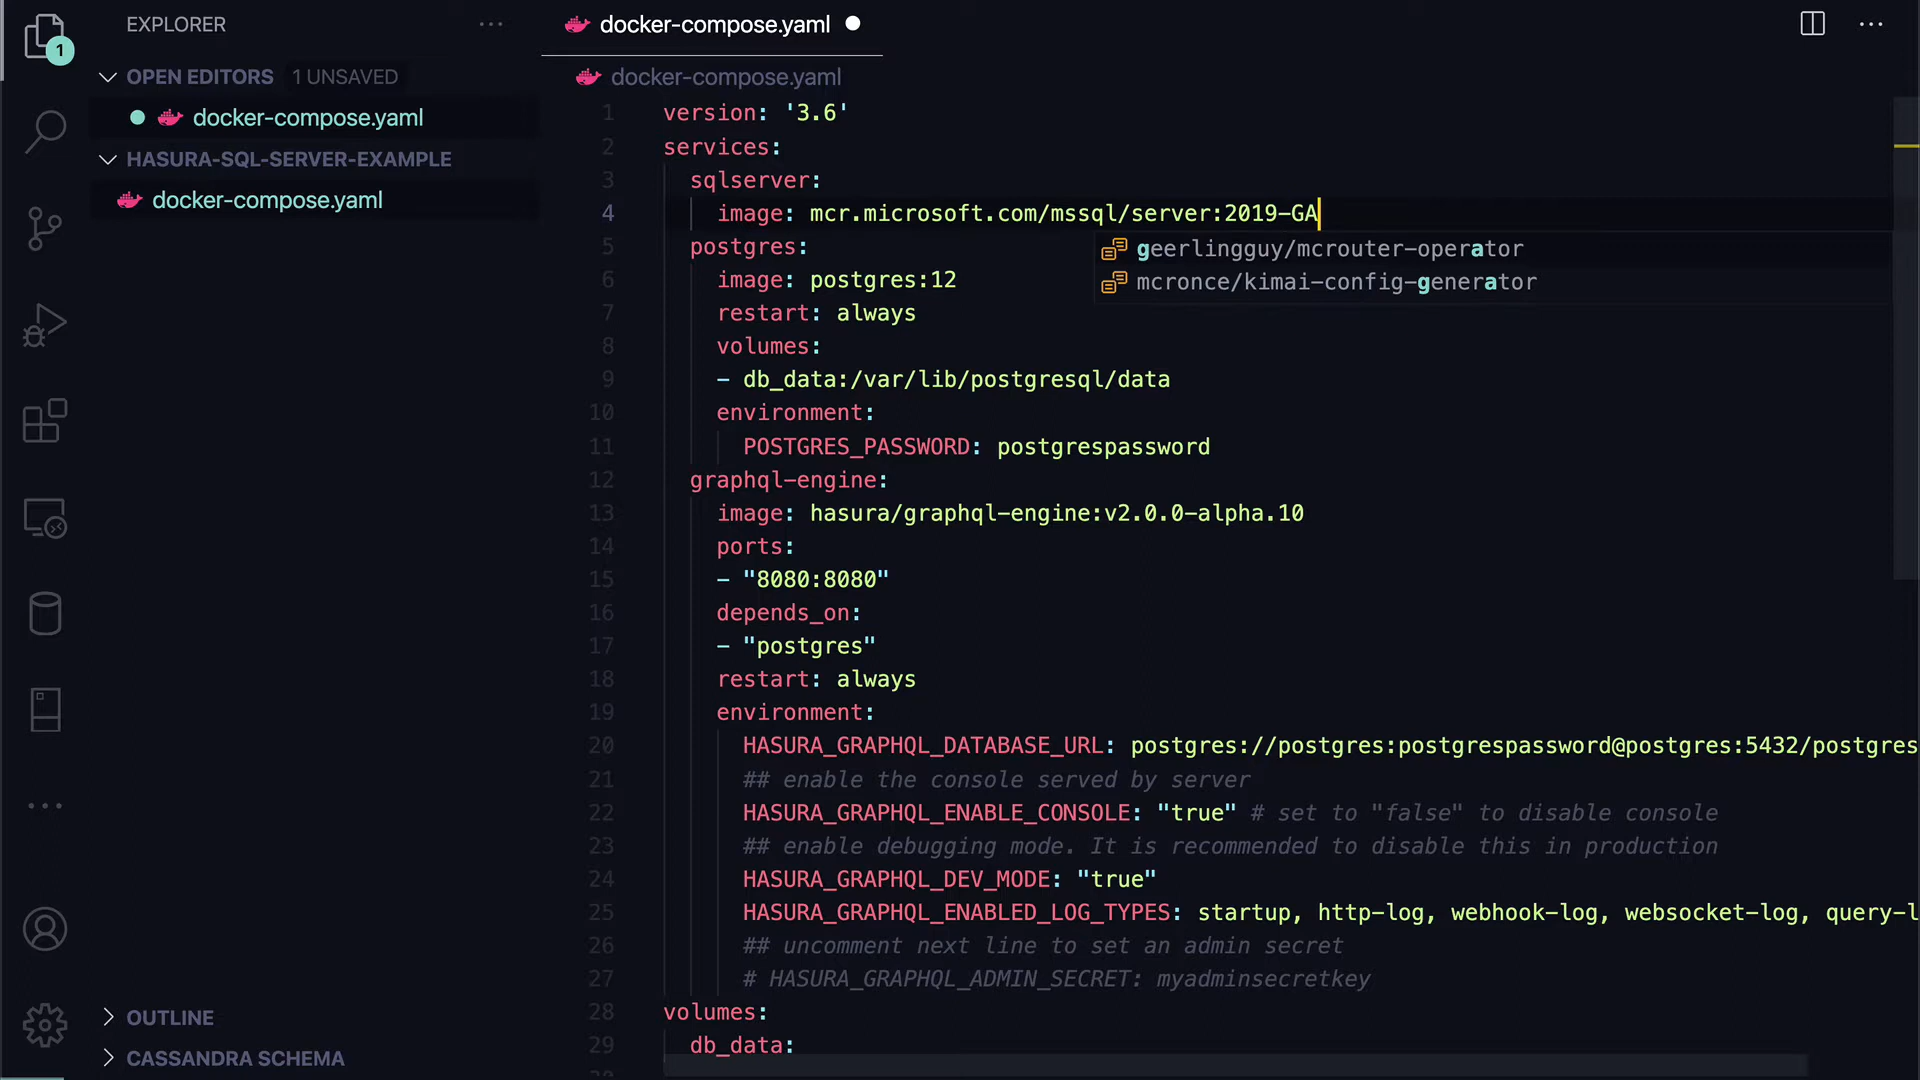 EXPLORER
1
OPEN EDITORS 1 UNSAVED
docker-compose.yaml
HASURA-SQL-SERVER-EXAMPLE
docker-compose.yaml
OUTLINE
CASSANDRA SCHEMA
docker-compose.yaml
docker-compose.yaml
1 version: '3.6'
2 services:
3 sqlserver:
4 image: mcr.microsoft.com/mssql/server:2019-GA
geerlingguy/mcrouter-operator
mcronce/kimai-config-generator
5 postgres:
6 image: postgres:12
7 restart: always
8 volumes:
9 - db_data:/var/lib/postgresql/data
10 environment:
11 POSTGRES_PASSWORD: postgrespassword
12 graphql-engine:
13 image: hasura/graphql-engine:v2.0.0-alpha.10
14 ports:
15 - "8080:8080"
16 depends_on:
17 - "postgres"
18 restart: always
19 environment:
20 HASURA_GRAPHQL_DATABASE_URL: postgres://postgres:postgrespassword@postgres:5432/postgres
21 ## enable the console served by server
22 HASURA_GRAPHQL_ENABLE_CONSOLE: "true" # set to "false" to disable console
23 ## enable debugging mode. It is recommended to disable this in production
24 HASURA_GRAPHQL_DEV_MODE: "true"
25 HASURA_GRAPHQL_ENABLED_LOG_TYPES: startup, http-log, webhook-log, websocket-log, query-l
26 ## uncomment next line to set an admin secret
27 # HASURA_GRAPHQL_ADMIN_SECRET: myadminsecretkey
28 volumes:
29 db_data: